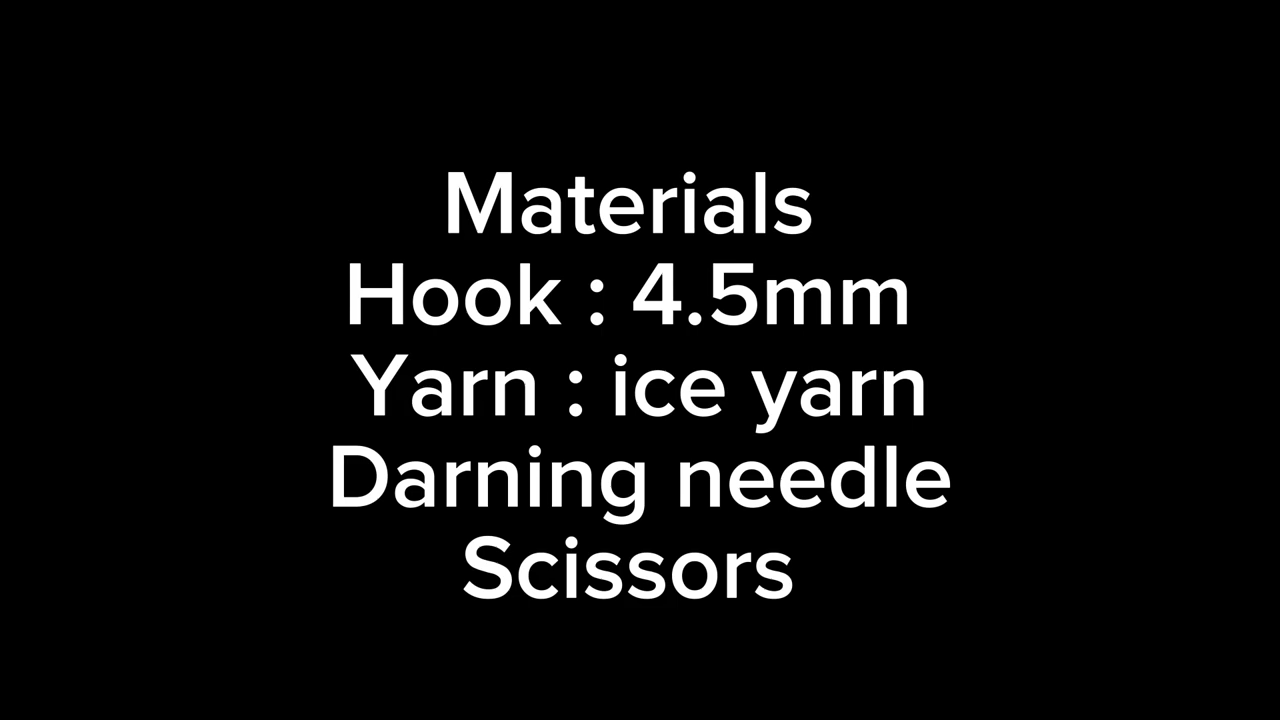 Materials
Hook : 4.5mm
Yarn : ice yarn
Darning needle
Scissors